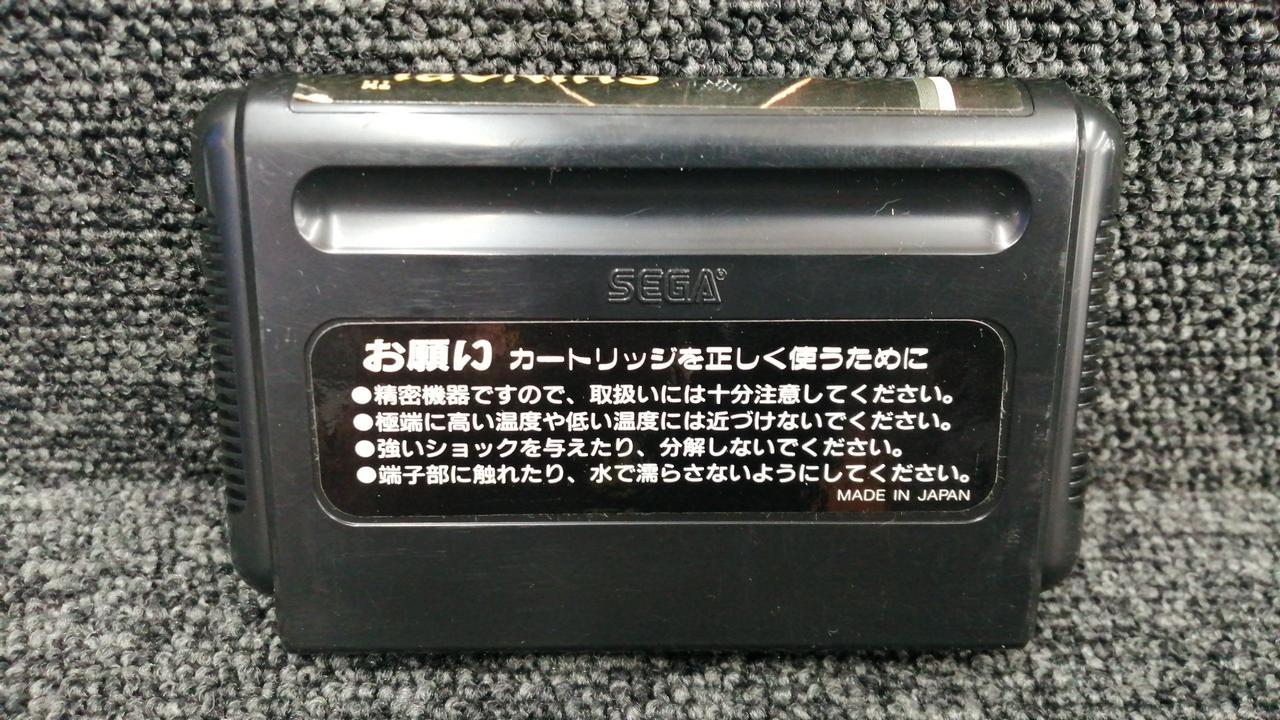 SEGA®
お願い カートリッジを正しく使うために
●精密機器ですので、取扱いには十分注意してください。
●極端に高い温度や低い温度には近づけないでください。
●強いショックを与えたり、分解しないでください。
●端子部に触れたり、水で濡らさないようにしてください。
MADE IN JAPAN